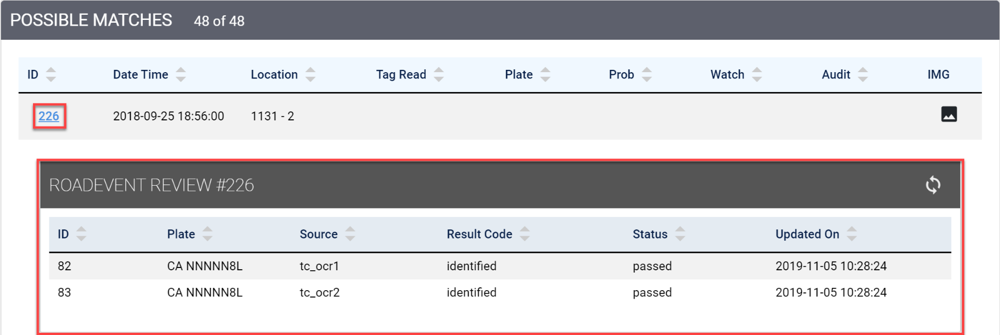 POSSIBLE MATCHES 48 of 48
ID Date Time Location Tag Read Plate Prob Watch Audit IMG
226 2018-09-25 18:56:00 1131 - 2
ROADEVENT REVIEW #226
ID Plate Source Result Code Status Updated On
82 CA NNNNN8L tc_ocr1 identified passed 2019-11-05 10:28:24
83 CA NNNNN8L tc_ocr2 identified passed 2019-11-05 10:28:24